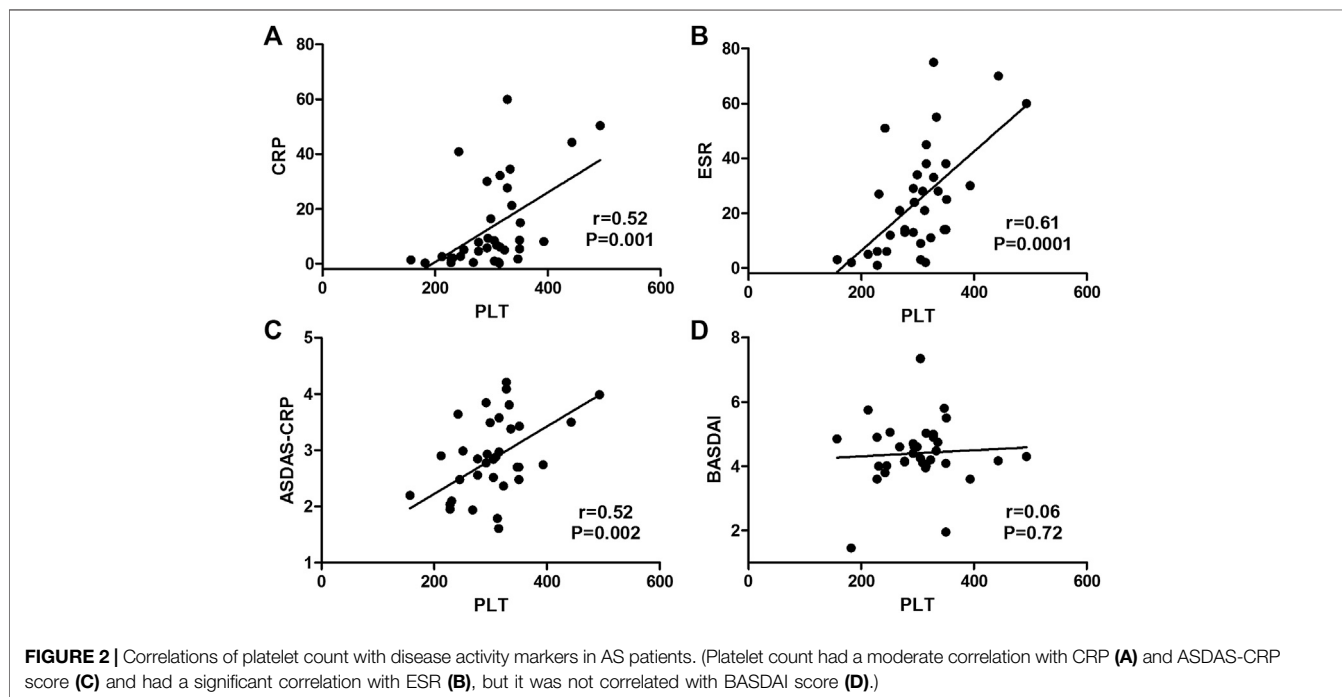 A
80
60
40
20
0
CRP
0 200 400 600
PLT
r=0.52
P=0.001
B
80
60
40
20
0
ESR
0 200 400 600
PLT
r=0.61
P=0.0001
C
5
4
3
2
1
ASDAS-CRP
0 200 400 600
PLT
r=0.52
P=0.002
D
8
6
4
2
BASDAI
0 200 400 600
PLT
r=0.06
P=0.72
FIGURE 2 | Correlations of platelet count with disease activity markers in AS patients. (Platelet count had a moderate correlation with CRP (A) and ASDAS-CRP
score (C) and had a significant correlation with ESR (B), but it was not correlated with BASDAI score (D).)